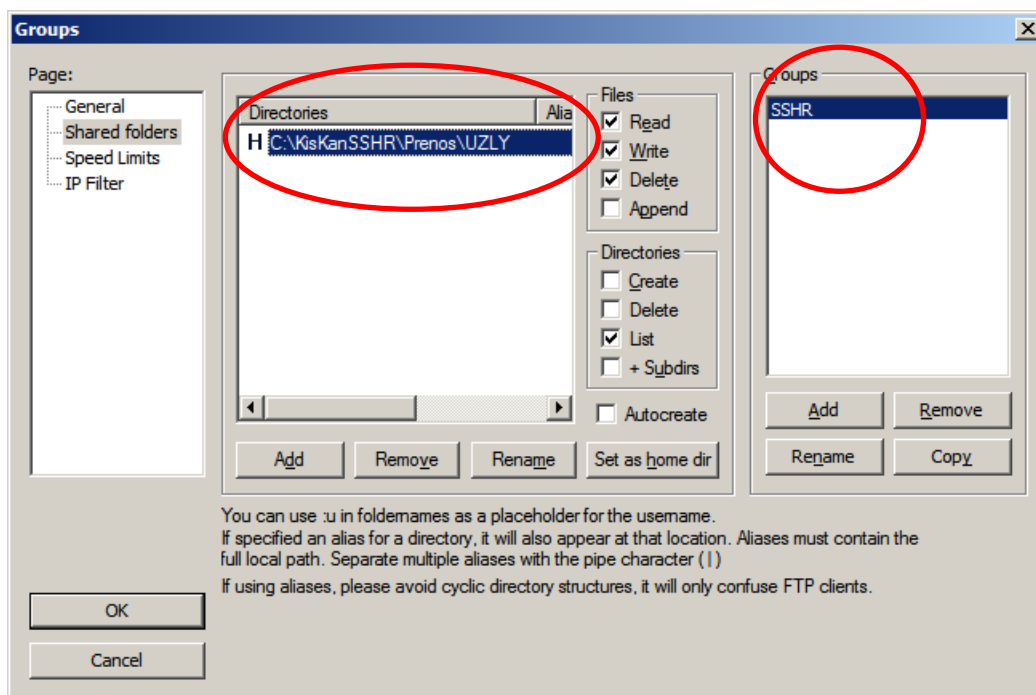 Groups
Page:
General
Shared folders
Speed Limits
IP Filter
Directories Alia
H C:\KisKanSSHR\Prenos\UZLY
Files
Read
Write
Delete
Append
Directories
Create
Delete
List
+ Subdirs
Autocreate
Add Remove Rename Set as home dir
Groups
SSHR
Add Remove
Rename Copy
You can use :u in foldernames as a placeholder for the username.
If specified an alias for a directory, it will also appear at that location. Aliases must contain the
full local path. Separate multiple aliases with the pipe character ( | )
If using aliases, please avoid cyclic directory structures, it will only confuse FTP clients.
OK
Cancel